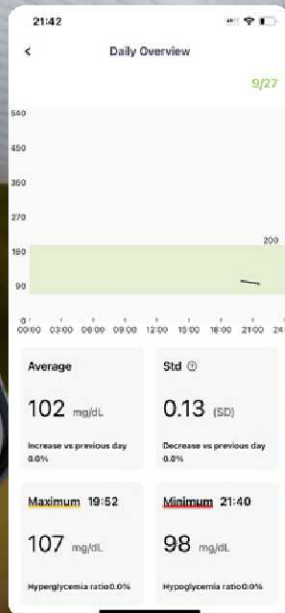 21:42
Daily Overview
9/27
540
450
360
270
200
180
90
0
00:00 03:00 06:00 09:00 12:00 15:00 18:00 21:00 24:
Average
102 mg/dL
Increase vs previous day
0.0%
Std ?
0.13 (SD)
Decrease vs previous day
0.0%
Maximum 19:52
107 mg/dL
Hyperglycemia ratio0.0%
Minimum 21:40
98 mg/dL
Hypoglycemia ratio0.0%